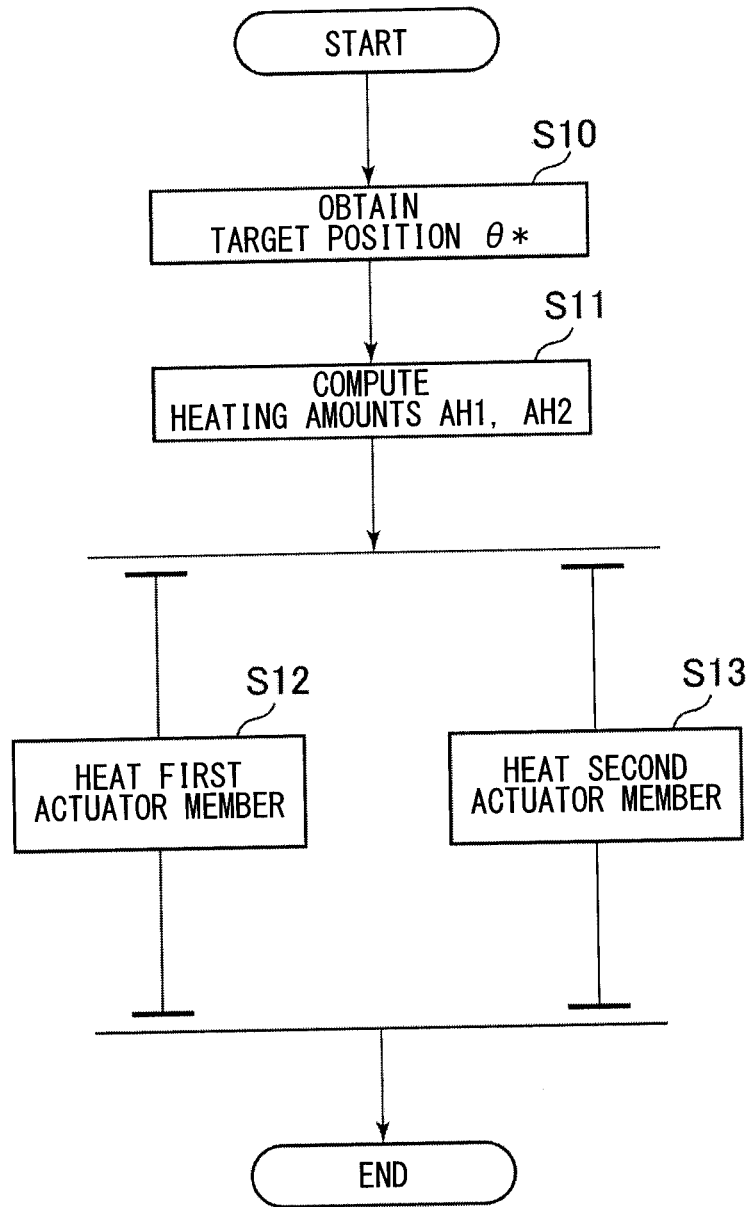 START
S10
OBTAIN
TARGET POSITION θ*
S11
COMPUTE
HEATING AMOUNTS AH1, AH2
S12
HEAT FIRST
ACTUATOR MEMBER
S13
HEAT SECOND
ACTUATOR MEMBER
END